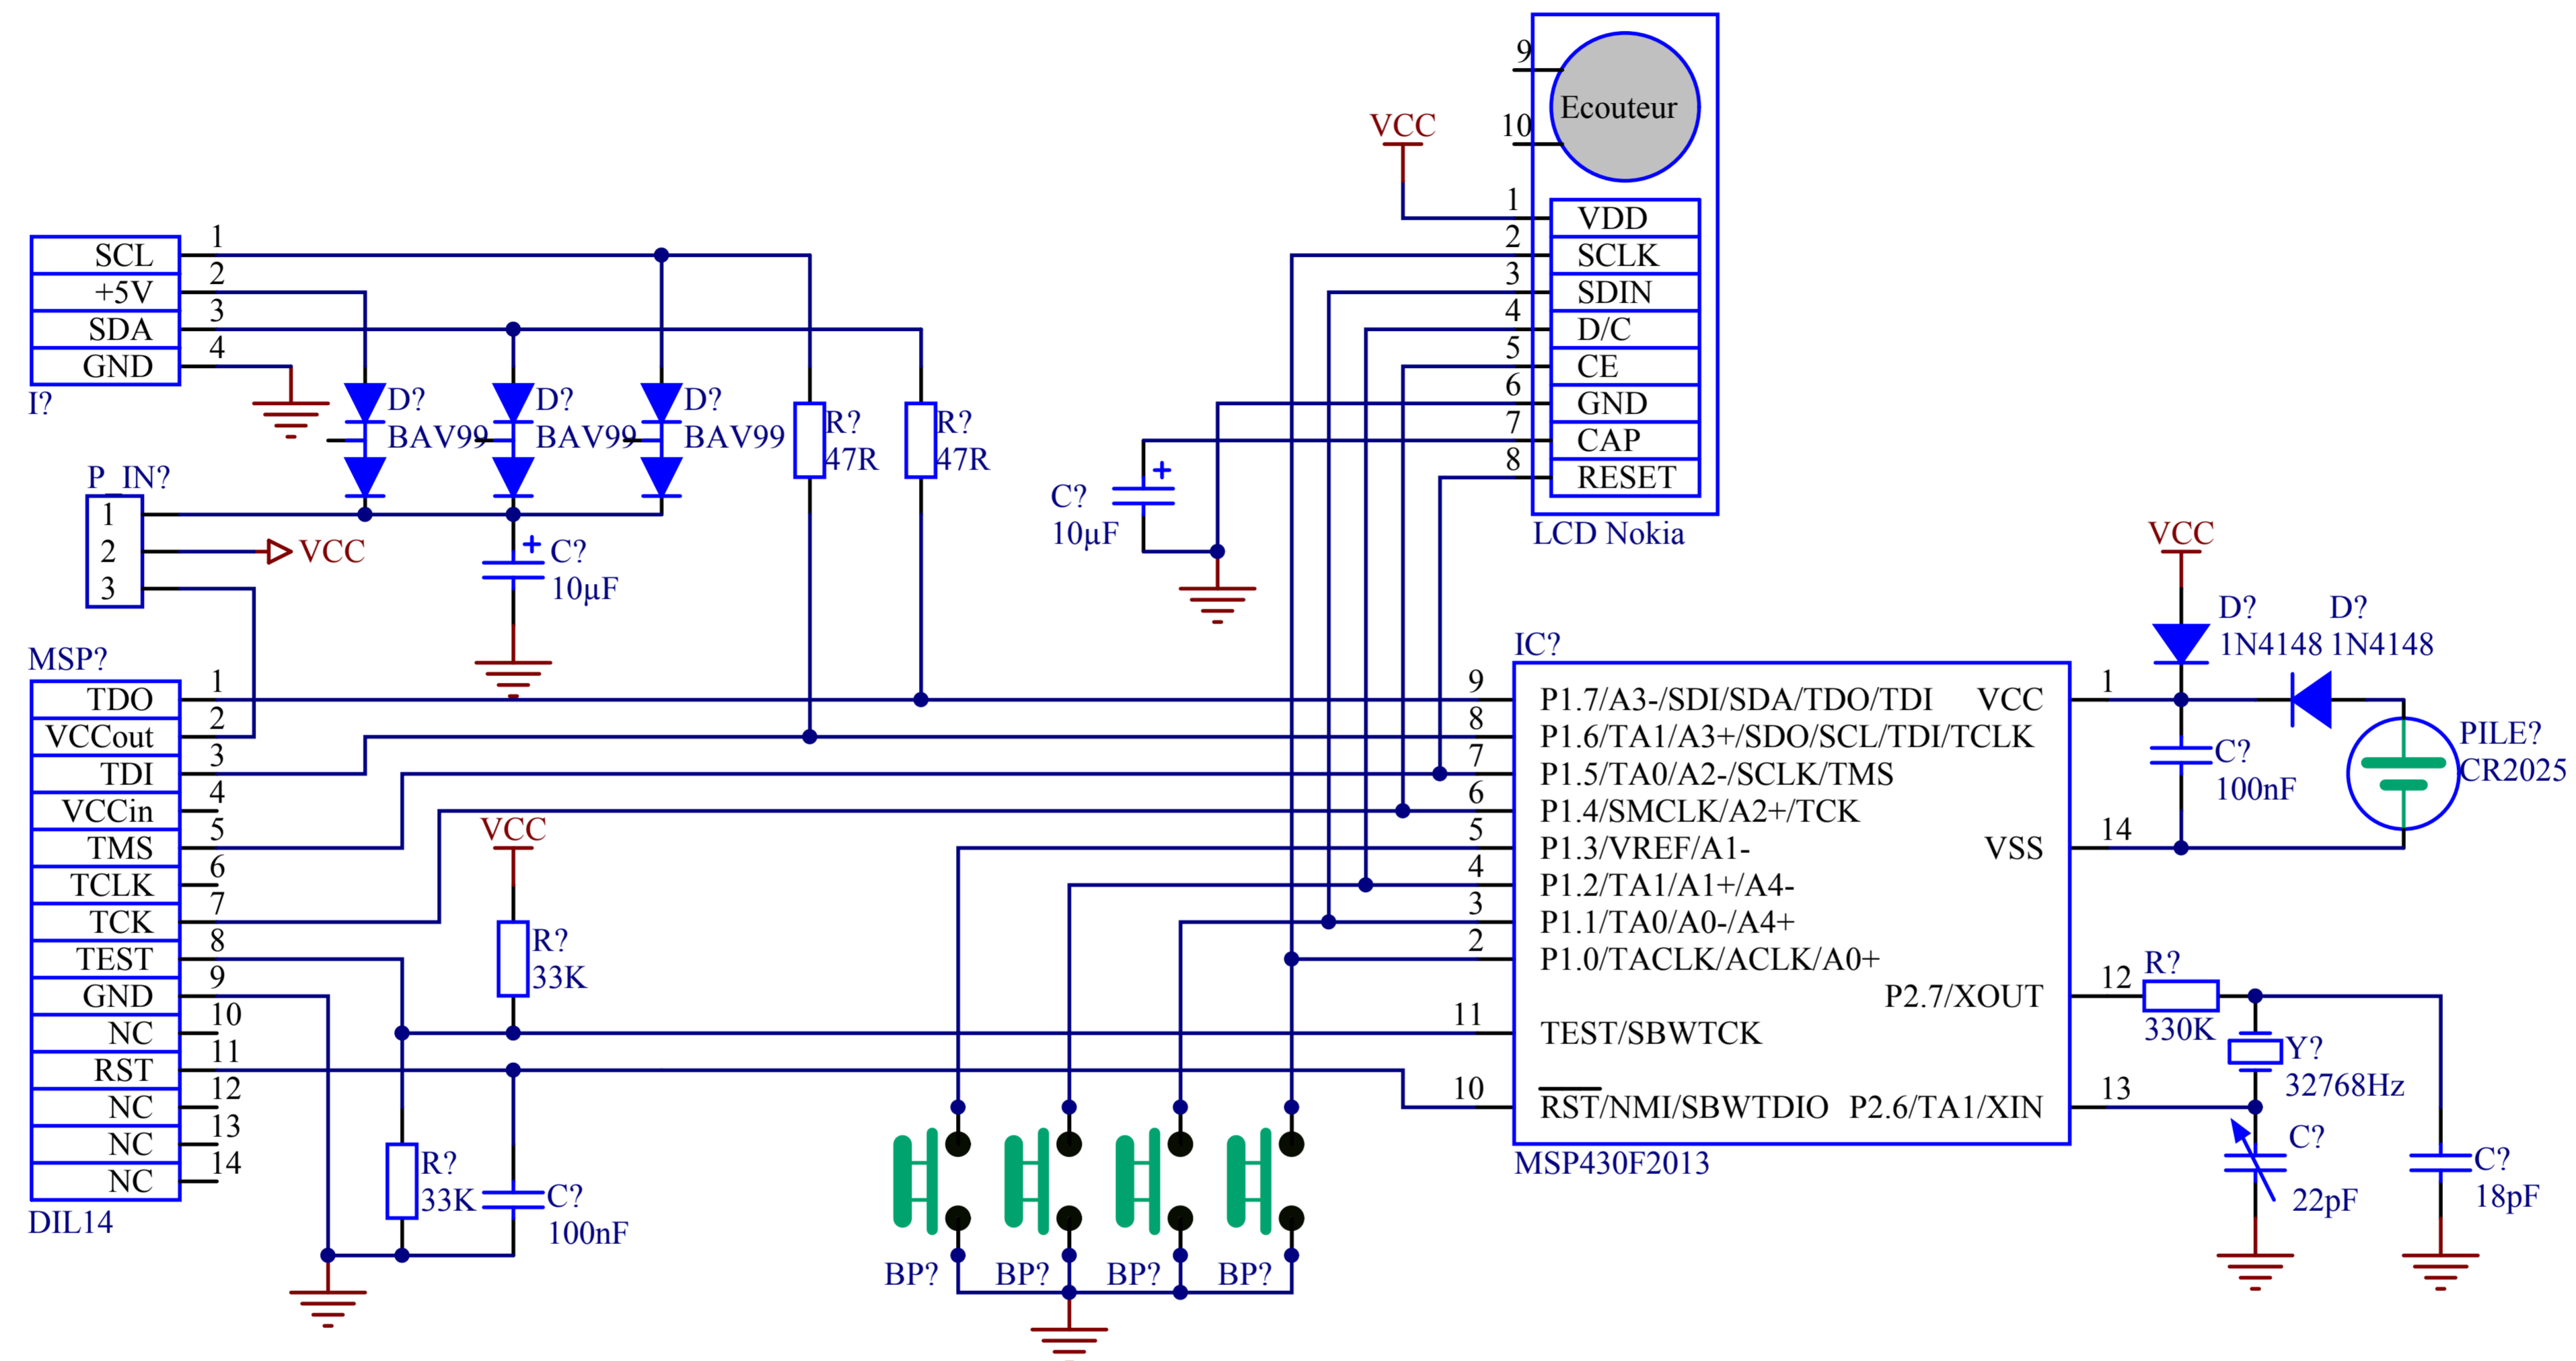 9
Ecouteur
10
VCC
1
VDD
2
SCLK
3
SDIN
4
D/C
5
CE
6
GND
7
CAP
8
RESET
LCD Nokia
C?
10µF
SCL
1
+5V
2
SDA
3
GND
4
I?
D?
BAV99
D?
BAV99
D?
BAV99
R?
47R
R?
47R
P_IN?
1
2
VCC
3
C?
10µF
MSP?
TDO
1
VCCout
2
TDI
3
VCCin
4
TMS
5
TCLK
6
TCK
7
TEST
8
GND
9
NC
10
RST
11
NC
12
NC
13
NC
14
DIL14
VCC
R?
33K
R?
33K
C?
100nF
BP?
BP?
BP?
BP?
IC?
9
P1.7/A3-/SDI/SDA/TDO/TDI
8
P1.6/TA1/A3+/SDO/SCL/TDI/TCLK
7
P1.5/TA0/A2-/SCLK/TMS
6
P1.4/SMCLK/A2+/TCK
5
P1.3/VREF/A1-
4
P1.2/TA1/A1+/A4-
3
P1.1/TA0/A0-/A4+
2
P1.0/TACLK/ACLK/A0+
11
TEST/SBWTCK
10
RST/NMI/SBWTDIO
VCC
1
VSS
14
P2.7/XOUT
12
P2.6/TA1/XIN
13
MSP430F2013
VCC
D?
1N4148
D?
1N4148
C?
100nF
PILE?
CR2025
R?
330K
Y?
32768Hz
C?
22pF
C?
18pF